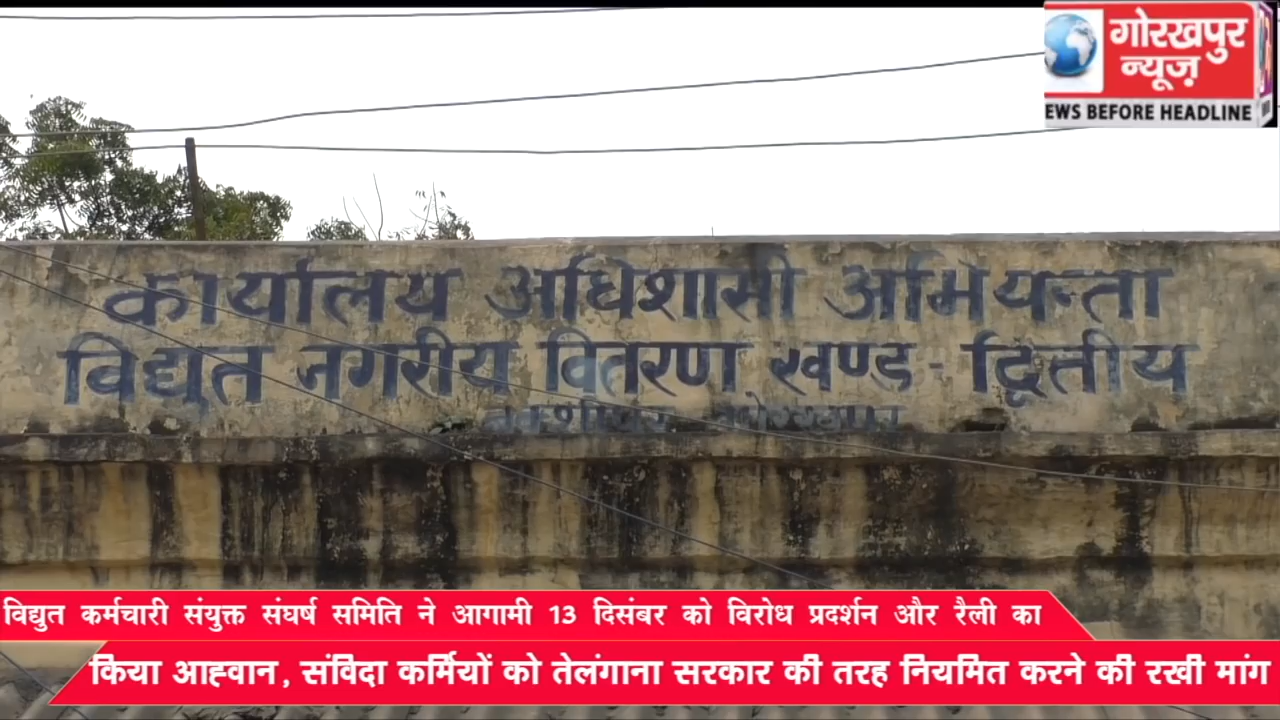 गोरखपुर
न्यूज़
EWS BEFORE HEADLINE
कार्यालय अधिशासी अभियन्ता
विद्युत नगरीय वितरण खण्ड - द्वितीय
विद्युत कर्मचारी संयुक्त संघर्ष समिति ने आगामी 13 दिसंबर को विरोध प्रदर्शन और रैली का
किया आह्वान, संविदा कर्मियों को तेलंगाना सरकार की तरह नियमित करने की रखी मांग